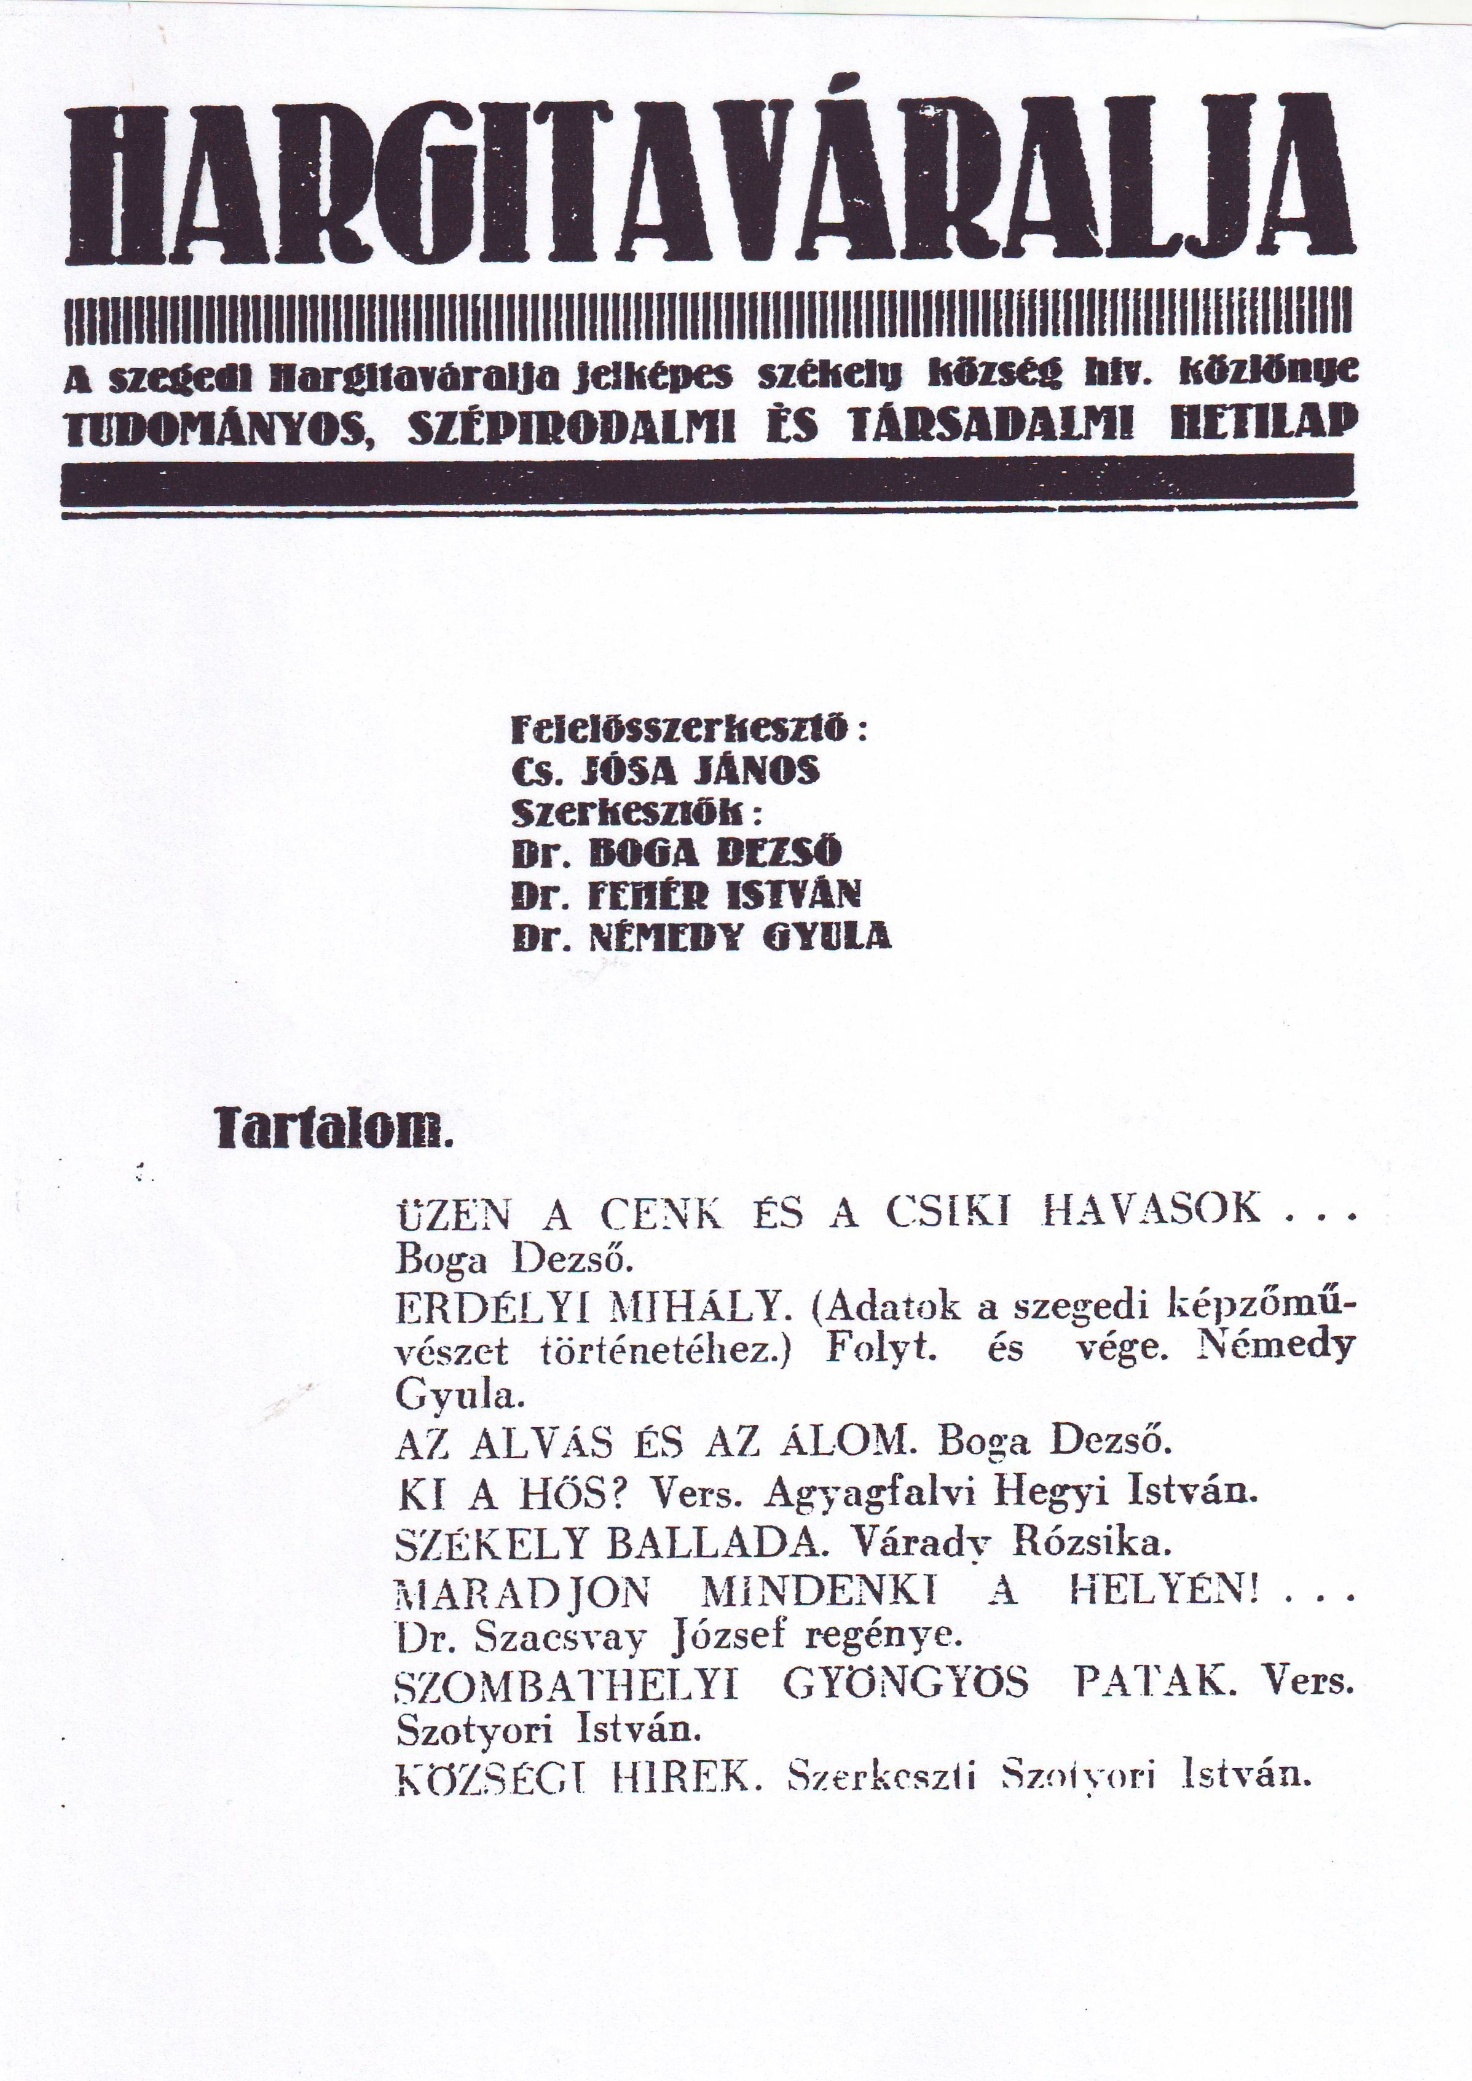 HARGITAVÁRALJA
A szegedi Hargitaváralja jelképes székely község hiv. közlönye
TUDOMÁNYOS, SZÉPIRODALMI ÉS TÁRSADALMI HETILAP
Felelősszerkesztő :
Cs. JÓSA JÁNOS
Szerkesztők :
Dr. BOGA DEZSŐ
Dr. FEHÉR ISTVÁN
Dr. NÉMEDY GYULA
Tartalom.
ÜZEN A CENK ÉS A CSIKI HAVASOK . . .
Boga Dezső.
ERDÉLYI MIHÁLY. (Adatok a szegedi képzőmű-
vészet történetéhez.) Folyt. és vége. Némedy
Gyula.
AZ ALVÁS ÉS AZ ÁLOM. Boga Dezső.
KI A HŐS? Vers. Agyagfalvi Hegyi István.
SZÉKELY BALLADA. Várady Rózsika.
MARADJON MINDENKI A HELYÉN! . . .
Dr. Szacsvay József regénye.
SZOMBATHELYI GYÖNGYÖS PATAK. Vers.
Szotyori István.
KÖZSÉGI HIREK. Szerkeszti Szotyori István.